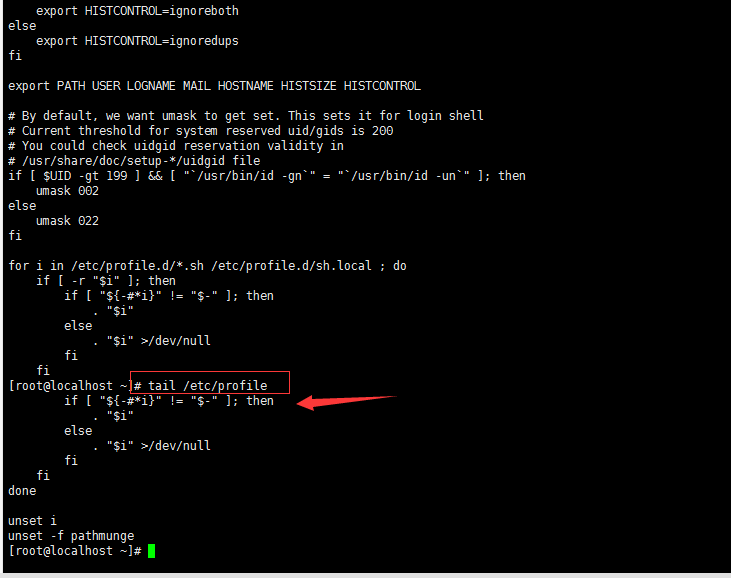 export HISTCONTROL=ignoreboth
else
    export HISTCONTROL=ignoredups
fi

export PATH USER LOGNAME MAIL HOSTNAME HISTSIZE HISTCONTROL

# By default, we want umask to get set. This sets it for login shell
# Current threshold for system reserved uid/gids is 200
# You could check uidgid reservation validity in
# /usr/share/doc/setup-*/uidgid file
if [ $UID -gt 199 ] && [ "`/usr/bin/id -gn`" = "`/usr/bin/id -un`" ]; then
    umask 002
else
    umask 022
fi

for i in /etc/profile.d/*.sh /etc/profile.d/sh.local ; do
    if [ -r "$i" ]; then
        if [ "${-#*i}" != "$-" ]; then
            . "$i"
        else
            . "$i" >/dev/null
        fi
    fi
[root@localhost ~]# tail /etc/profile
        if [ "${-#*i}" != "$-" ]; then
            . "$i"
        else
            . "$i" >/dev/null
        fi
    fi
done

unset i
unset -f pathmunge
[root@localhost ~]#